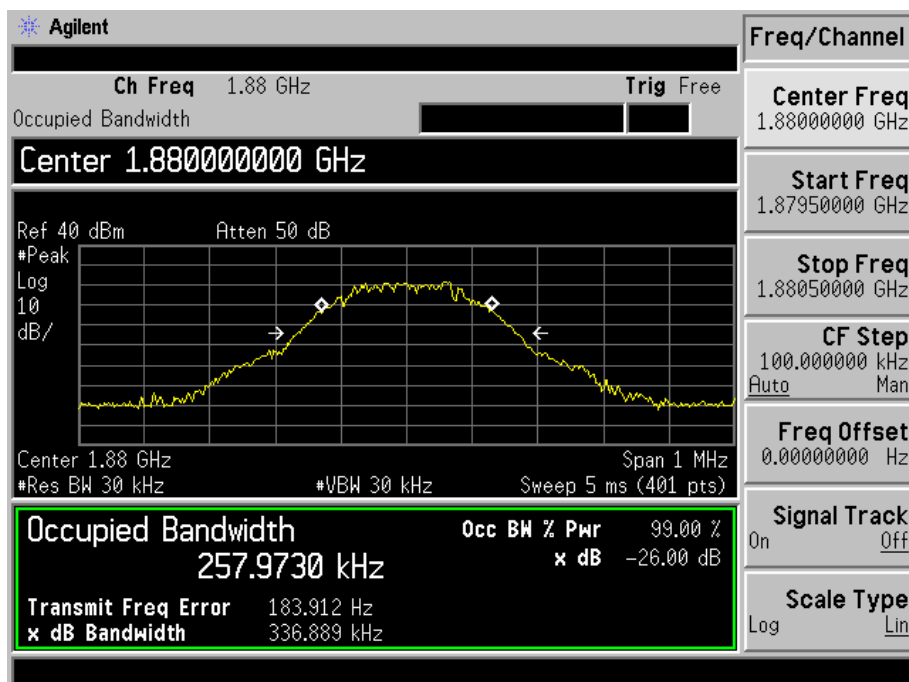 Agilent
Freq/Channel
Ch Freq 1.88 GHz Trig Free
Occupied Bandwidth
Center 1.880000000 GHz
Ref 40 dBm Atten 50 dB
#Peak
Log
10
dB/
Center 1.88 GHz Span 1 MHz
#Res BW 30 kHz #VBW 30 kHz Sweep 5 ms (401 pts)
Occupied Bandwidth
257.9730 kHz
Occ BW % Pwr 99.00 %
x dB -26.00 dB
Transmit Freq Error 183.912 Hz
x dB Bandwidth 336.889 kHz
Center Freq
1.88000000 GHz
Start Freq
1.87950000 GHz
Stop Freq
1.88050000 GHz
CF Step
100.000000 kHz
Auto Man
Freq Offset
0.00000000 Hz
Signal Track
On Off
Scale Type
Log Lin